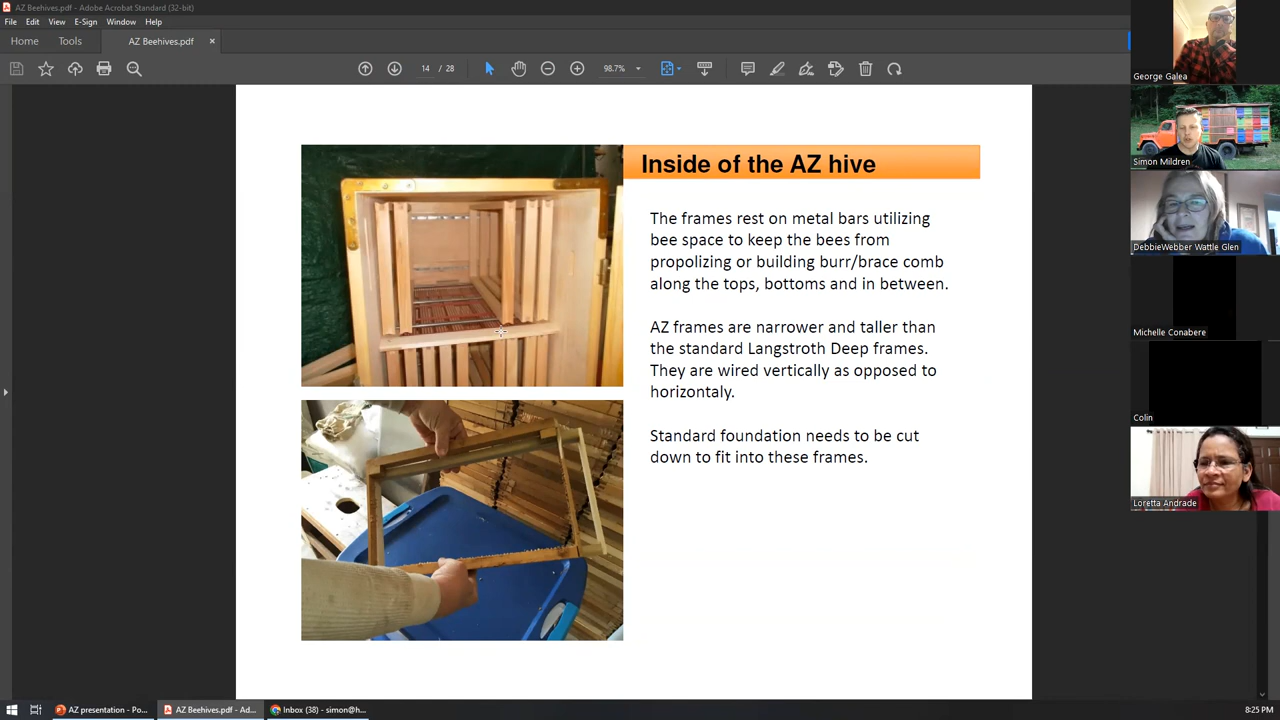 AZ Beehives.pdf - Adobe Acrobat Standard (32-bit)
File Edit View E-Sign Window Help
Home Tools AZ Beehives.pdf ×
14 / 28 98.7%
Inside of the AZ hive
The frames rest on metal bars utilizing
bee space to keep the bees from
propolizing or building burr/brace comb
along the tops, bottoms and in between.
AZ frames are narrower and taller than
the standard Langstroth Deep frames.
They are wired vertically as opposed to
horizontaly.
Standard foundation needs to be cut
down to fit into these frames.
George Galea
Simon Mildren
DebbieWebber Wattle Glen
Michelle Conabere
Colin
Loretta Andrade
AZ presentation - Po... AZ Beehives.pdf - Ad... Inbox (38) - simon@h... 8:25 PM